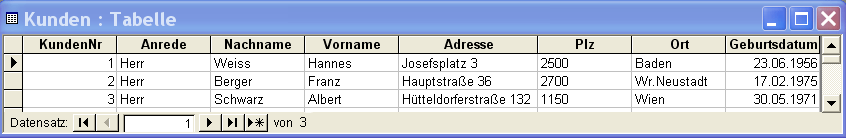 Kunden : Tabelle
KundenNr Anrede Nachname Vorname Adresse Plz Ort Geburtsdatum
1 Herr Weiss Hannes Josefsplatz 3 2500 Baden 23.06.1956
2 Herr Berger Franz Hauptstraße 36 2700 Wr.Neustadt 17.02.1975
3 Herr Schwarz Albert Hütteldorferstraße 132 1150 Wien 30.05.1971
Datensatz: 1 von 3